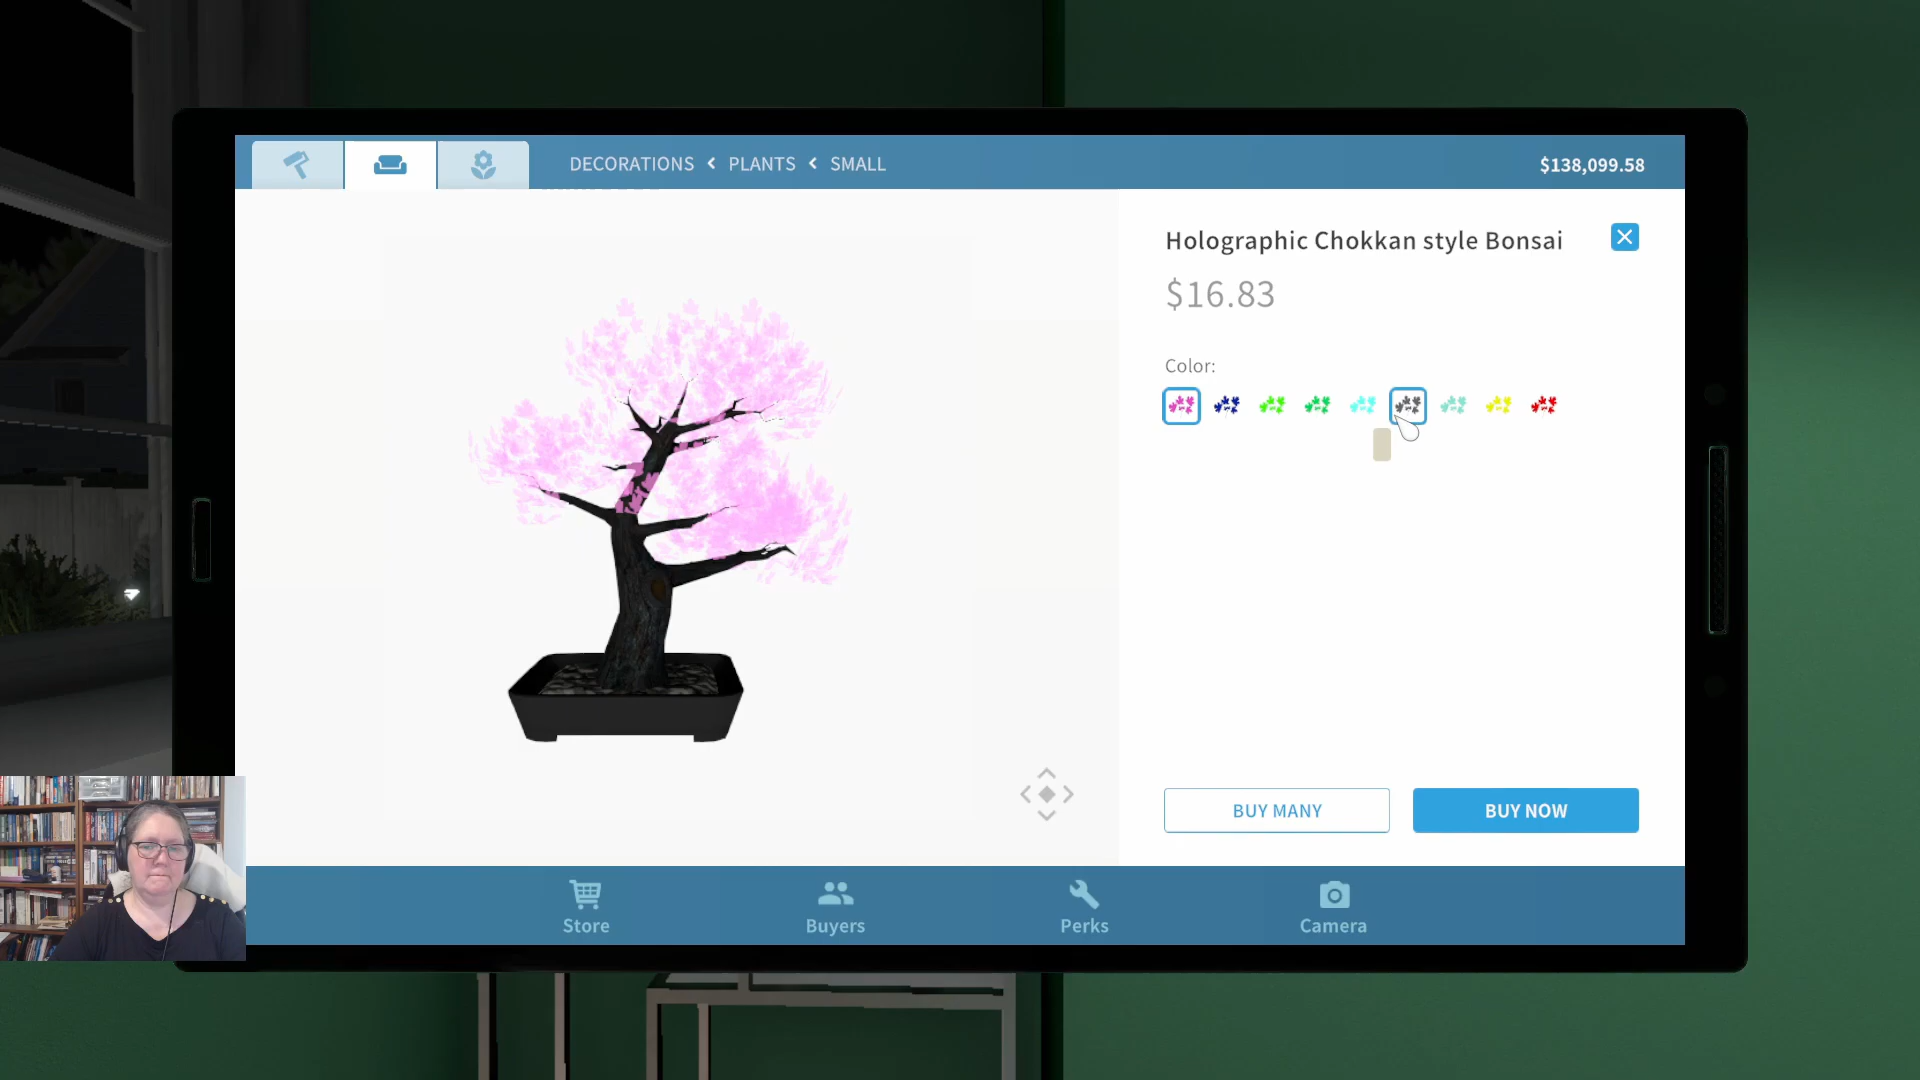 DECORATIONS < PLANTS < SMALL
$138,099.58
Holographic Chokkan style Bonsai
$16.83
Color:
BUY MANY
BUY NOW
Store
Buyers
Perks
Camera